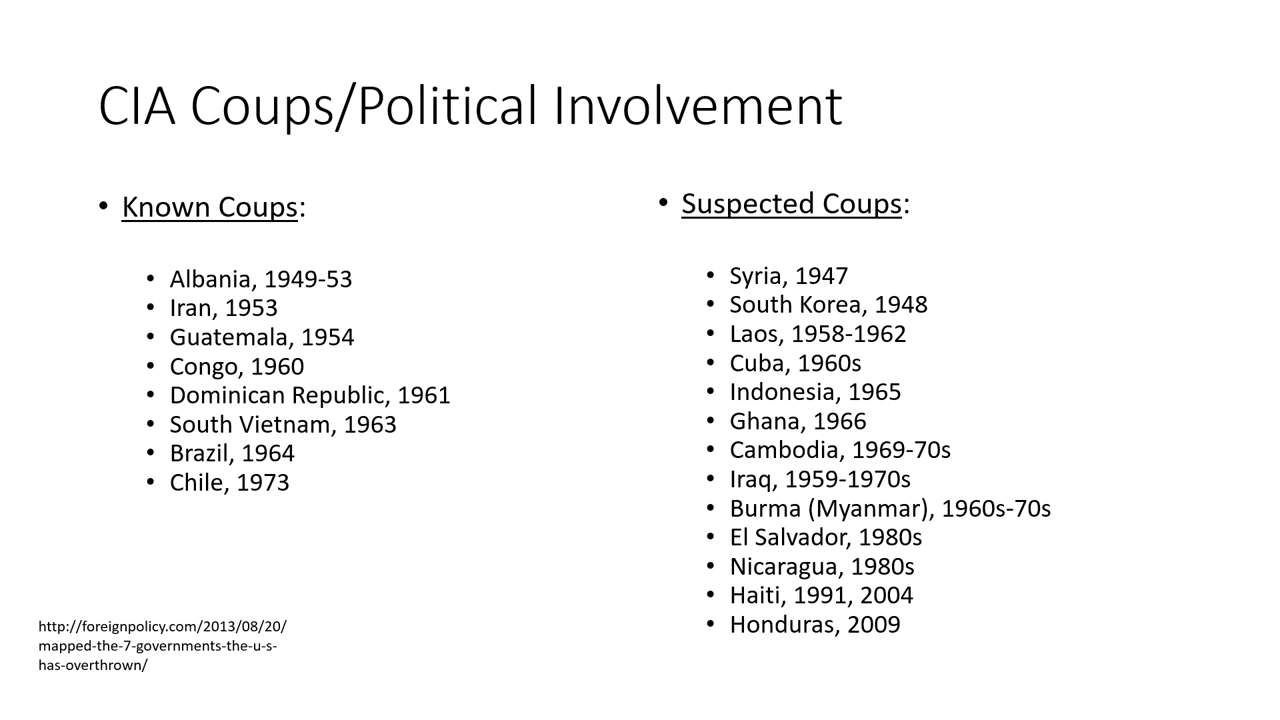 CIA Coups/Political Involvement
• Known Coups:
• Albania, 1949-53
• Iran, 1953
• Guatemala, 1954
• Congo, 1960
• Dominican Republic, 1961
• South Vietnam, 1963
• Brazil, 1964
• Chile, 1973
http://foreignpolicy.com/2013/08/20/
mapped-the-7-governments-the-u-s-
has-overthrown/
• Suspected Coups:
• Syria, 1947
• South Korea, 1948
• Laos, 1958-1962
• Cuba, 1960s
• Indonesia, 1965
• Ghana, 1966
• Cambodia, 1969-70s
• Iraq, 1959-1970s
• Burma (Myanmar), 1960s-70s
• El Salvador, 1980s
• Nicaragua, 1980s
• Haiti, 1991, 2004
• Honduras, 2009